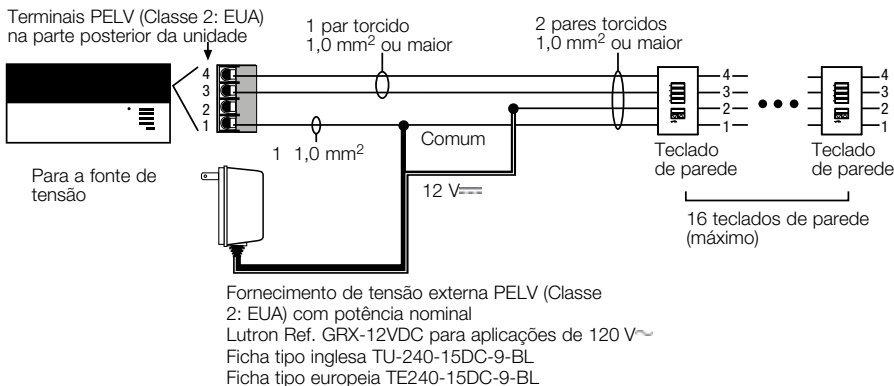 Terminais PELV (Classe 2: EUA)
na parte posterior da unidade
1 par torcido
1,0 mm² ou maior
2 pares torcidos
1,0 mm² ou maior
4
3
2
1
4
3
2
1
4
3
2
1
1 1,0 mm²
Comum
12 V⎓
Para a fonte de
tensão
Teclado
de parede
Teclado
de parede
16 teclados de parede
(máximo)
Fornecimento de tensão externa PELV (Classe
2: EUA) com potência nominal
Lutron Ref. GRX-12VDC para aplicações de 120 V~
Ficha tipo inglesa TU-240-15DC-9-BL
Ficha tipo europeia TE240-15DC-9-BL